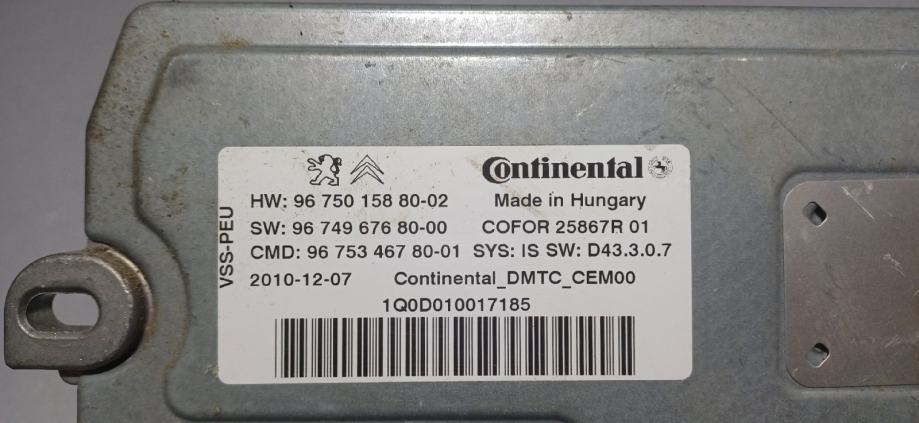 Continental
HW: 96 750 158 80-02 Made in Hungary
SW: 96 749 676 80-00 COFOR 25867R 01
CMD: 96 753 467 80-01 SYS: IS SW: D43.3.0.7
2010-12-07 Continental_DMTC_CEM00
1Q0D010017185
VSS-PEU